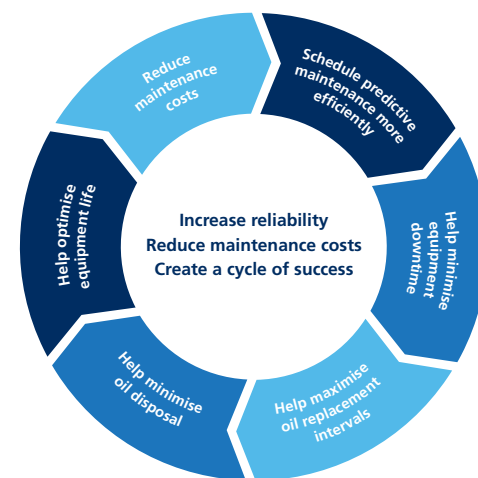 Reduce
maintenance
costs
Schedule predictive
maintenance more
efficiently
Help minimise
equipment
downtime
Help maximise
oil replacement
intervals
Help minimise
oil disposal
Help optimise
equipment life
Increase reliability
Reduce maintenance costs
Create a cycle of success